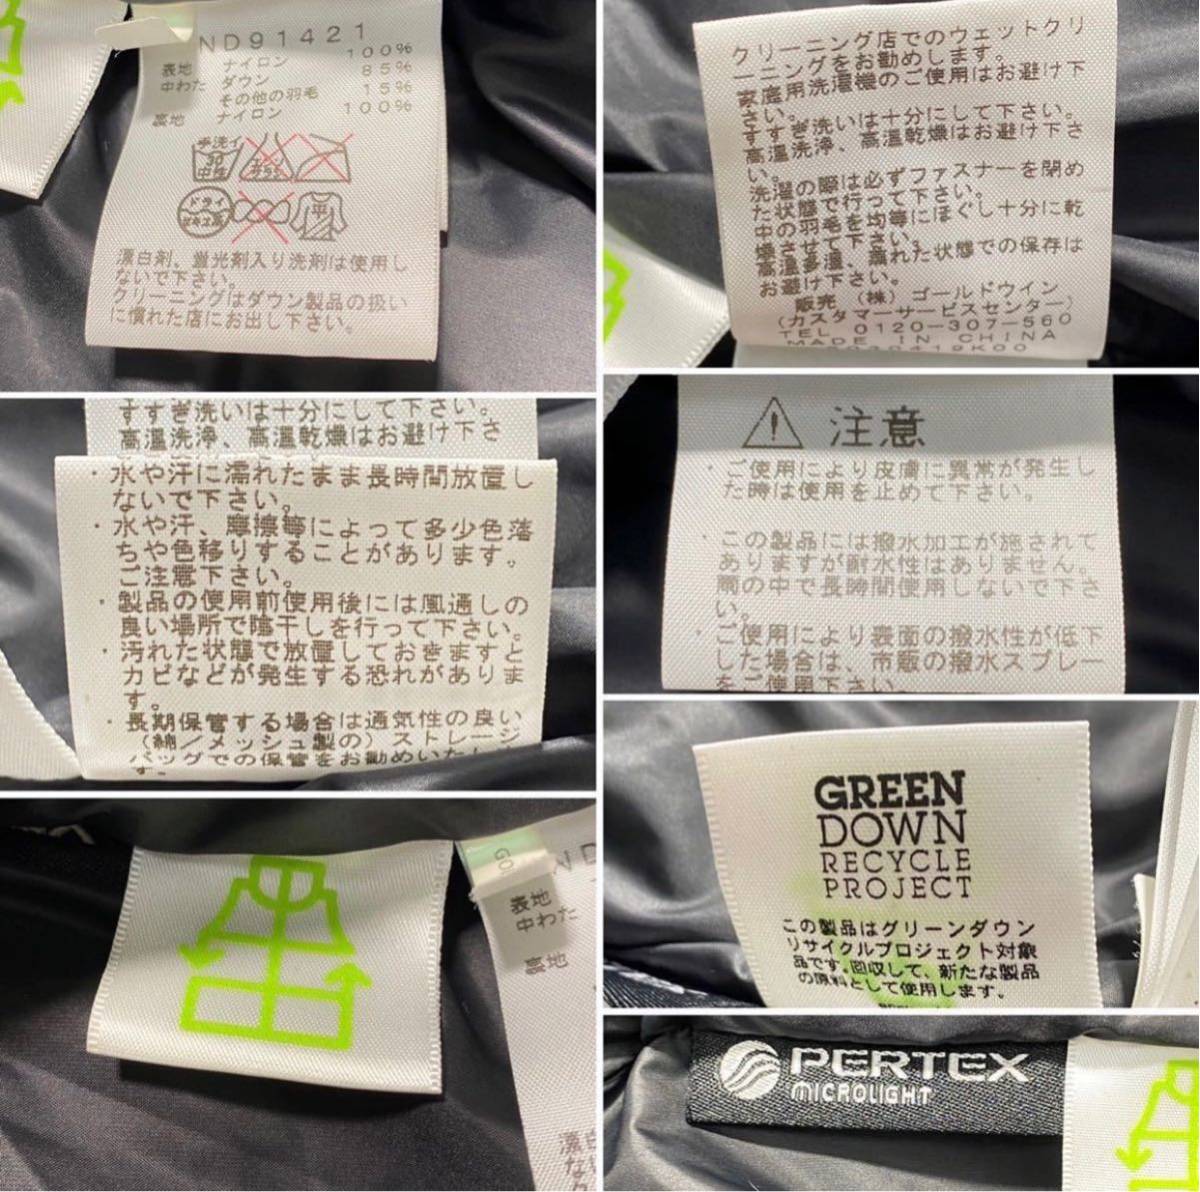 ND91421
表地 ナイロン 100%
中わた ダウン 85%
その他の羽毛 15%
裏地 ナイロン 100%
手洗イ
30
中性
エンソ
サラシ
ドライ
セキユ系
平
漂白剤、蛍光剤入り洗剤は使用し
ないで下さい。
クリーニングはダウン製品の扱い
に慣れた店にお出し下さい。
クリーニング店でのウェットクリ
ーニングをお勧めします。
家庭用洗濯機のご使用はお避け下
さい。
すすぎ洗いは十分にして下さい。
高温洗浄、高温乾燥はお避け下さ
い。
洗濯の際は必ずファスナーを閉め
た状態で行って下さい。
中の羽毛を均等にほぐし十分に乾
燥させて下さい。
高温多湿、濡れた状態での保存は
お避け下さい。
販売 (株) ゴールドウイン
(カスタマーサービスセンター)
TEL 0120-307-560
MADE IN CHINA
すすぎ洗いは十分にして下さい。
高温洗浄、高温乾燥はお避け下さ
・水や汗に濡れたまま長時間放置し
ないで下さい。
・水や汗、摩擦等によって多少色落
ちや色移りすることがあります。
ご注意下さい。
・製品の使用前使用後には風通しの
良い場所で陰干しを行って下さい。
・汚れた状態で放置しておきますと
カビなどが発生する恐れがありま
す。
・長期保管する場合は通気性の良い
(綿/メッシュ製の)ストレージ
バッグでの保管をお勧めいたしま
す。
注意
・ご使用により皮膚に異常が発生し
た時は使用を止めて下さい。
・この製品には撥水加工が施されて
ありますが耐水性はありません。
雨の中で長時間使用しないで下さ
い。
・ご使用により表面の撥水性が低下
した場合は、市販の撥水スプレー
をご使用下さい。
GREEN
DOWN
RECYCLE
PROJECT
この製品はグリーンダウン
リサイクルプロジェクト対象
品です。回収して、新たな製品
の原料として使用します。
表地
中わた
裏地
漂白
PERTEX
MICROLIGHT